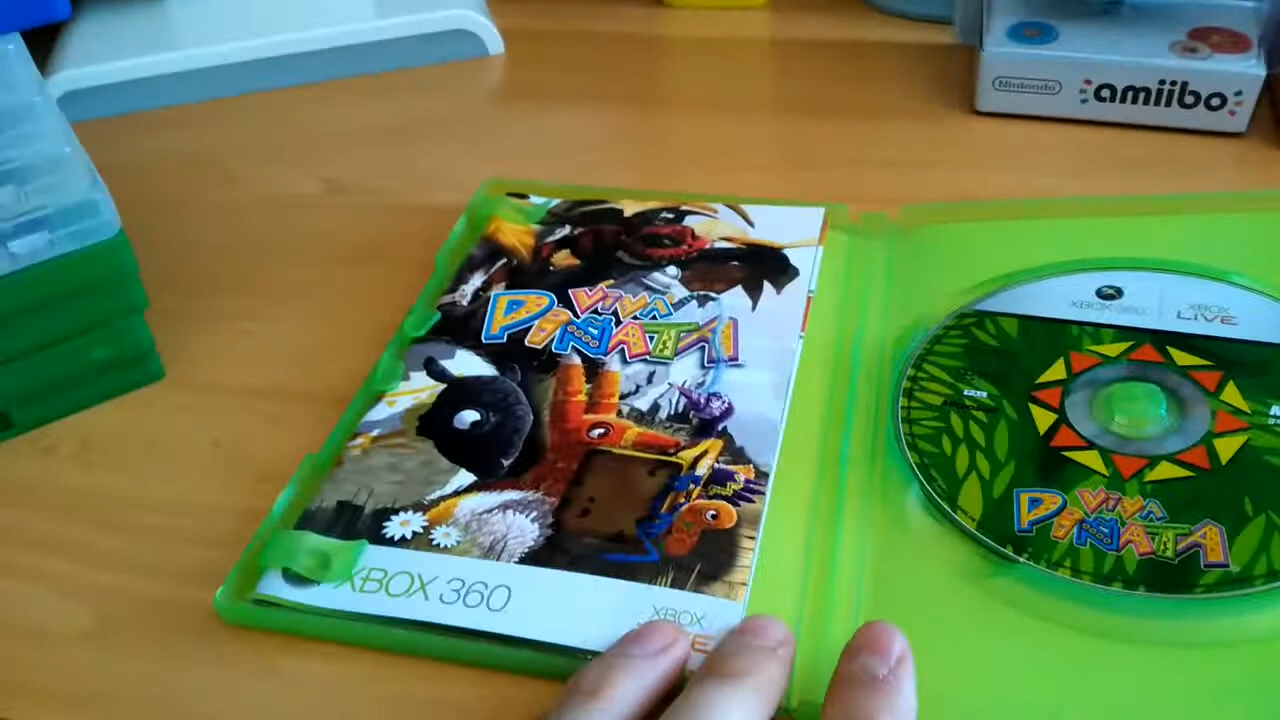 Nintendo
amiibo
VIVA
PIÑATA
XBOX 360
XBOX
XBOX 360
XBOX
LIVE
VIVA
PIÑATA